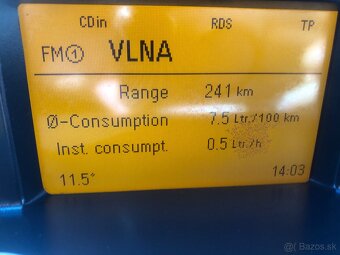 CDin RDS TP
FM① VLNA
Range 241 km
Ø-Consumption 7.5 Ltr./100 km
Inst. consumpt. 0.5 Ltr./h
11.5° 14:03
Bazos.sk